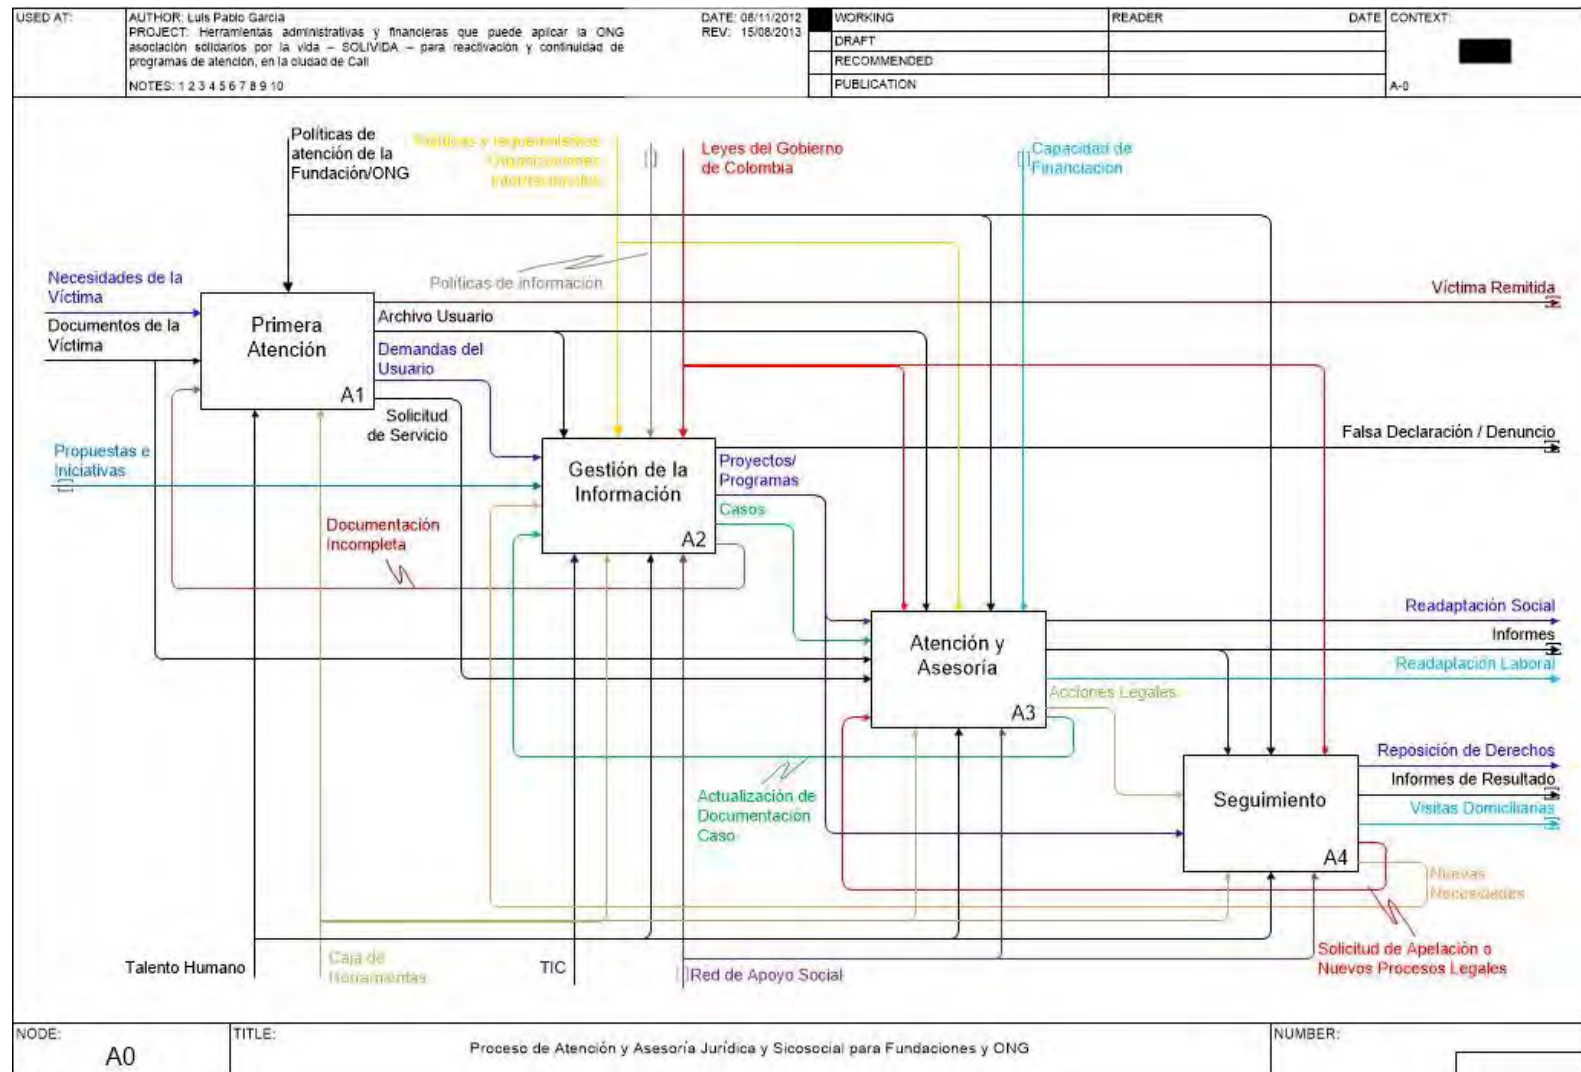 USED AT:
AUTHOR: Luis Pablo Garcia
DATE: 08/11/2012
WORKING
READER
DATE
CONTEXT:
PROJECT: Herramientas administrativas y financieras que puede aplicar la ONG
REV: 15/08/2013
asociación solidarios por la vida – SOLIVIDA – para reactivación y continuidad de
DRAFT
programas de atención, en la ciudad de Cali
RECOMMENDED
NOTES: 1 2 3 4 5 6 7 8 9 10
PUBLICATION
A-0
Políticas de
atención de la
Fundación/ONG
Políticas y requerimientos
Organizaciones
Internacionales
Leyes del Gobierno
de Colombia
Capacidad de
Financiación
Políticas de información
Necesidades de la
Víctima
Documentos de la
Víctima
Primera
Atención
A1
Archivo Usuario
Demandas del
Usuario
Solicitud
de Servicio
Víctima Remitida
Propuestas e
Iniciativas
Gestión de la
Información
A2
Proyectos/
Programas
Casos
Falsa Declaración / Denuncio
Documentación
Incompleta
Atención y
Asesoría
A3
Readaptación Social
Informes
Readaptación Laboral
Acciones Legales
Actualización de
Documentación
Caso
Seguimiento
A4
Reposición de Derechos
Informes de Resultado
Visitas Domiciliarias
Nuevas
Necesidades
Solicitud de Apelación o
Nuevos Procesos Legales
Talento Humano
Caja de
Herramientas
TIC
Red de Apoyo Social
NODE:
A0
TITLE:
Proceso de Atención y Asesoría Jurídica y Sicosocial para Fundaciones y ONG
NUMBER: